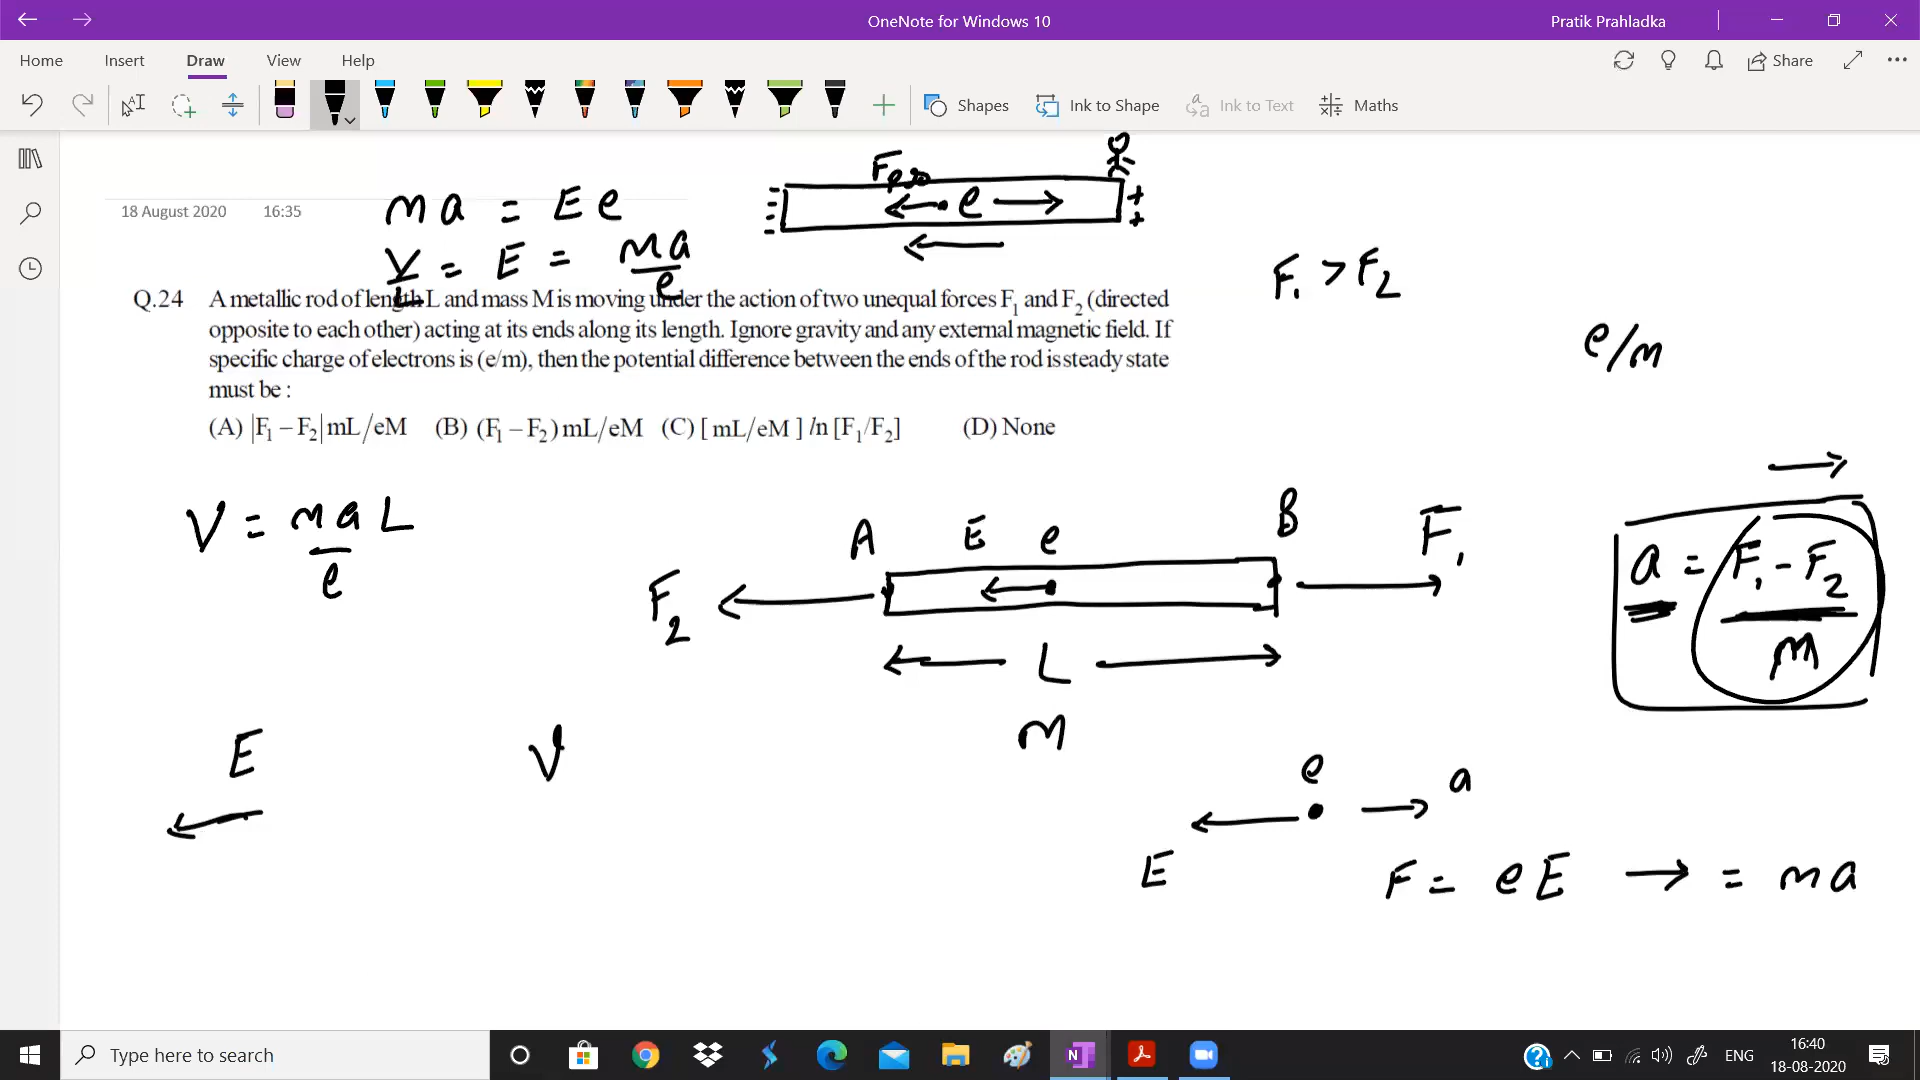 OneNote for Windows 10
Pratik Prahladka
Home Insert Draw View Help
Share
Shapes Ink to Shape Ink to Text Maths
18 August 2020 16:35
ma = Ee
V/L = E = ma/e
e
F₁ > F₂
e/m
Q.24 A metallic rod of length L and mass M is moving under the action of two unequal forces F₁ and F₂ (directed
opposite to each other) acting at its ends along its length. Ignore gravity and any external magnetic field. If
specific charge of electrons is (e/m), then the potential difference between the ends of the rod is steady state
must be :
(A) |F₁ – F₂| mL/eM (B) (F₁ – F₂) mL/eM (C) [ mL/eM ] ln [F₁/F₂] (D) None
V = maL/e
A E e B
F₂ F₁
a = F₁ - F₂/M
L
M
E V
e a
E
F = eE → = ma
Type here to search
ENG
16:40
18-08-2020